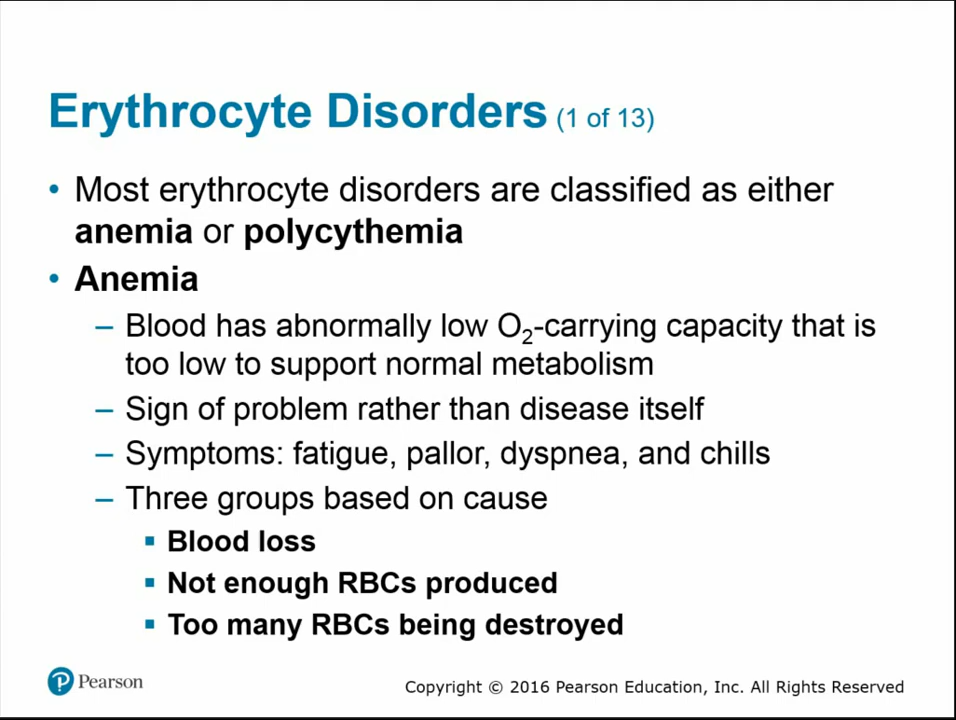 Erythrocyte Disorders (1 of 13)
• Most erythrocyte disorders are classified as either
anemia or polycythemia
• Anemia
– Blood has abnormally low O₂-carrying capacity that is
too low to support normal metabolism
– Sign of problem rather than disease itself
– Symptoms: fatigue, pallor, dyspnea, and chills
– Three groups based on cause
▪ Blood loss
▪ Not enough RBCs produced
▪ Too many RBCs being destroyed
P Pearson
Copyright © 2016 Pearson Education, Inc. All Rights Reserved